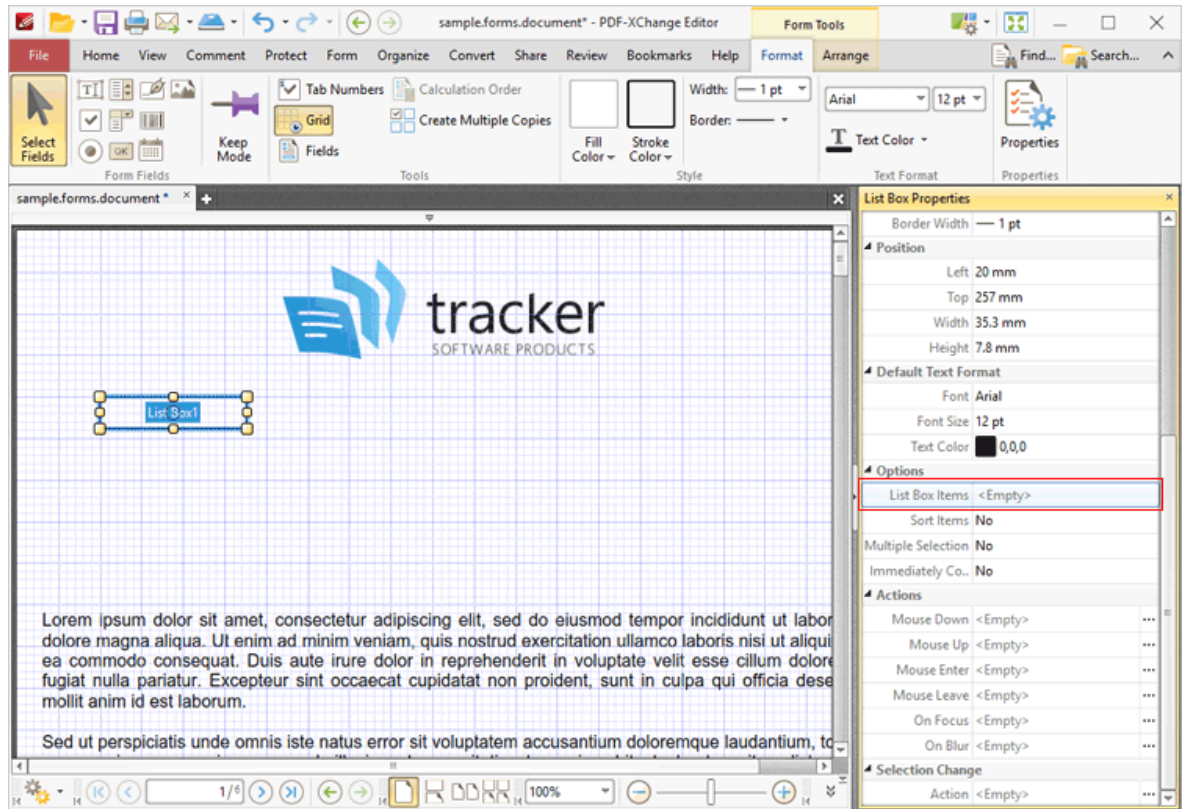 sample.forms.document* - PDF-XChange Editor
Form Tools
File Home View Comment Protect Form Organize Convert Share Review Bookmarks Help Format Arrange Find... Search...
Select Fields
OK
Keep Mode
Form Fields
Tab Numbers
Grid
Fields
Calculation Order
Create Multiple Copies
Tools
Fill Color
Stroke Color
Width: 1 pt
Border:
Style
Arial 12 pt
T Text Color
Text Format
Properties
Properties
sample.forms.document *
List Box Properties
tracker
SOFTWARE PRODUCTS
List Box1
Lorem ipsum dolor sit amet, consectetur adipiscing elit, sed do eiusmod tempor incididunt ut labor
dolore magna aliqua. Ut enim ad minim veniam, quis nostrud exercitation ullamco laboris nisi ut aliqui
ea commodo consequat. Duis aute irure dolor in reprehenderit in voluptate velit esse cillum dolore
fugiat nulla pariatur. Excepteur sint occaecat cupidatat non proident, sunt in culpa qui officia dese
mollit anim id est laborum.
Sed ut perspiciatis unde omnis iste natus error sit voluptatem accusantium doloremque laudantium, to
Border Width 1 pt
Position
Left 20 mm
Top 257 mm
Width 35.3 mm
Height 7.8 mm
Default Text Format
Font Arial
Font Size 12 pt
Text Color 0,0,0
Options
List Box Items <Empty>
Sort Items No
Multiple Selection No
Immediately Co.. No
Actions
Mouse Down <Empty> ...
Mouse Up <Empty> ...
Mouse Enter <Empty> ...
Mouse Leave <Empty> ...
On Focus <Empty> ...
On Blur <Empty> ...
Selection Change
Action <Empty> ...
1/6
100%